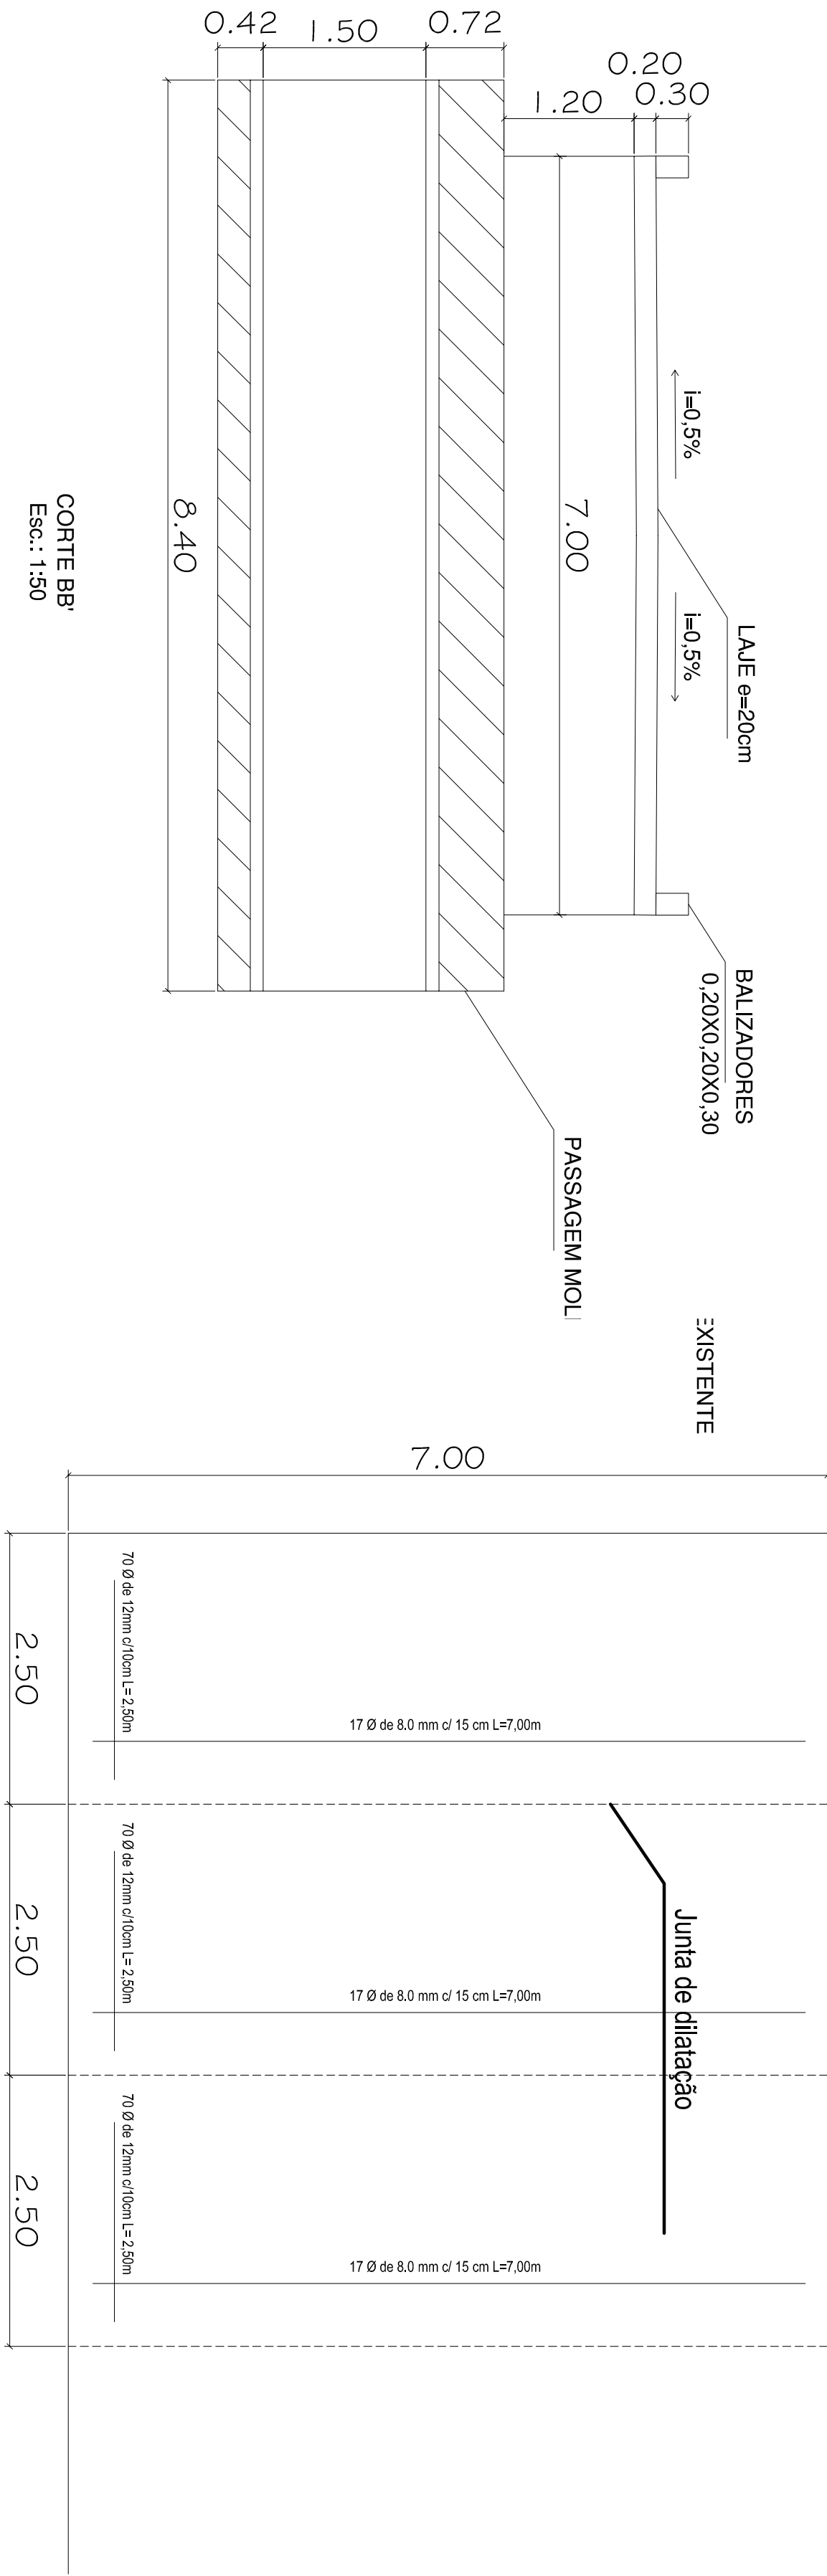 0.42
1.50
0.72
1.20
0.20
0.30
i=0,5%
i=0,5%
LAJE e=20cm
7.00
8.40
BALIZADORES
0,20X0,20X0,30
PASSAGEM MOL
EXISTENTE
CORTE BB'
Esc.: 1:50
7.00
70 Ø de 12mm c/10cm L= 2,50m
17 Ø de 8.0 mm c/ 15 cm L=7,00m
2.50
Junta de dilatação
70 Ø de 12mm c/10cm L= 2,50m
17 Ø de 8.0 mm c/ 15 cm L=7,00m
2.50
70 Ø de 12mm c/10cm L= 2,50m
17 Ø de 8.0 mm c/ 15 cm L=7,00m
2.50